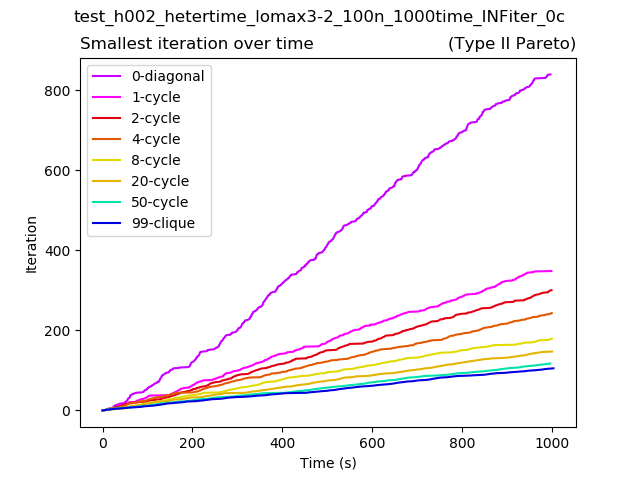 test_h002_hetertime_lomax3-2_100n_1000time_INFiter_0c
Smallest iteration over time (Type II Pareto)
0-diagonal
1-cycle
2-cycle
4-cycle
8-cycle
20-cycle
50-cycle
99-clique
800
600
400
200
0
Iteration
0 200 400 600 800 1000
Time (s)